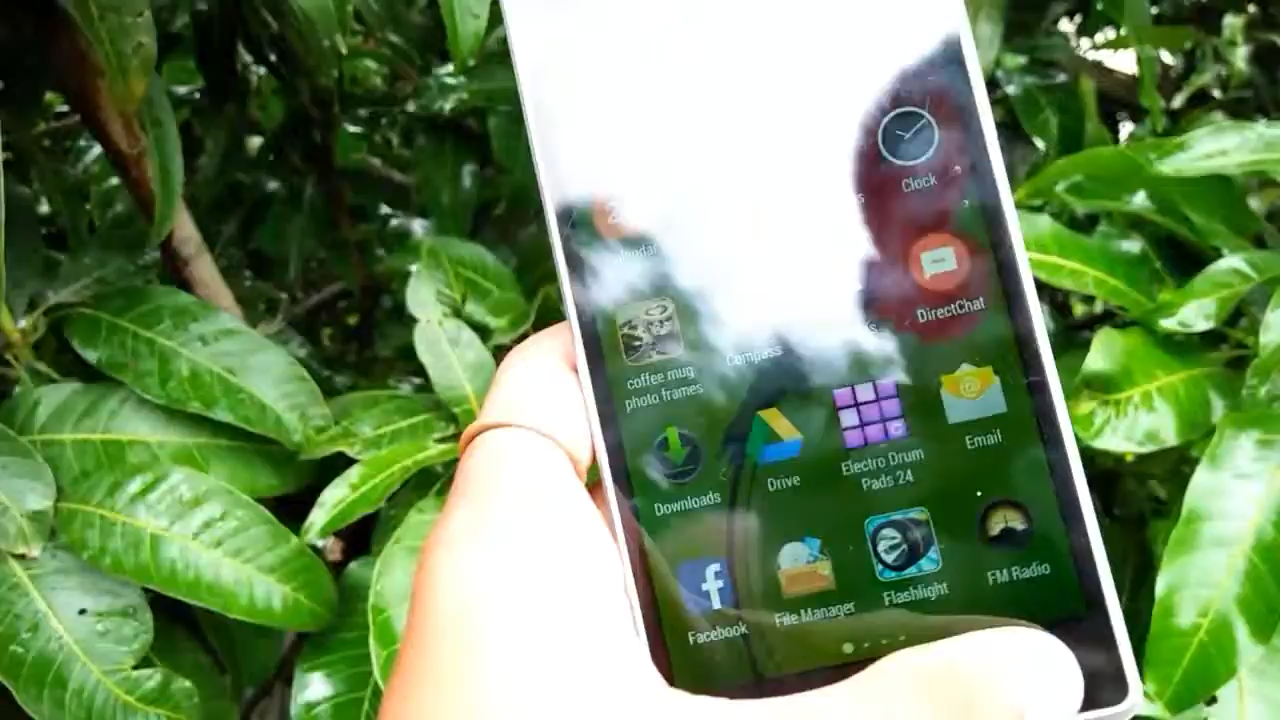 Clock
DirectChat
Compass
coffee mug
photo frames
Email
Electro Drum
Pads 24
Drive
Downloads
FM Radio
Flashlight
File Manager
Facebook